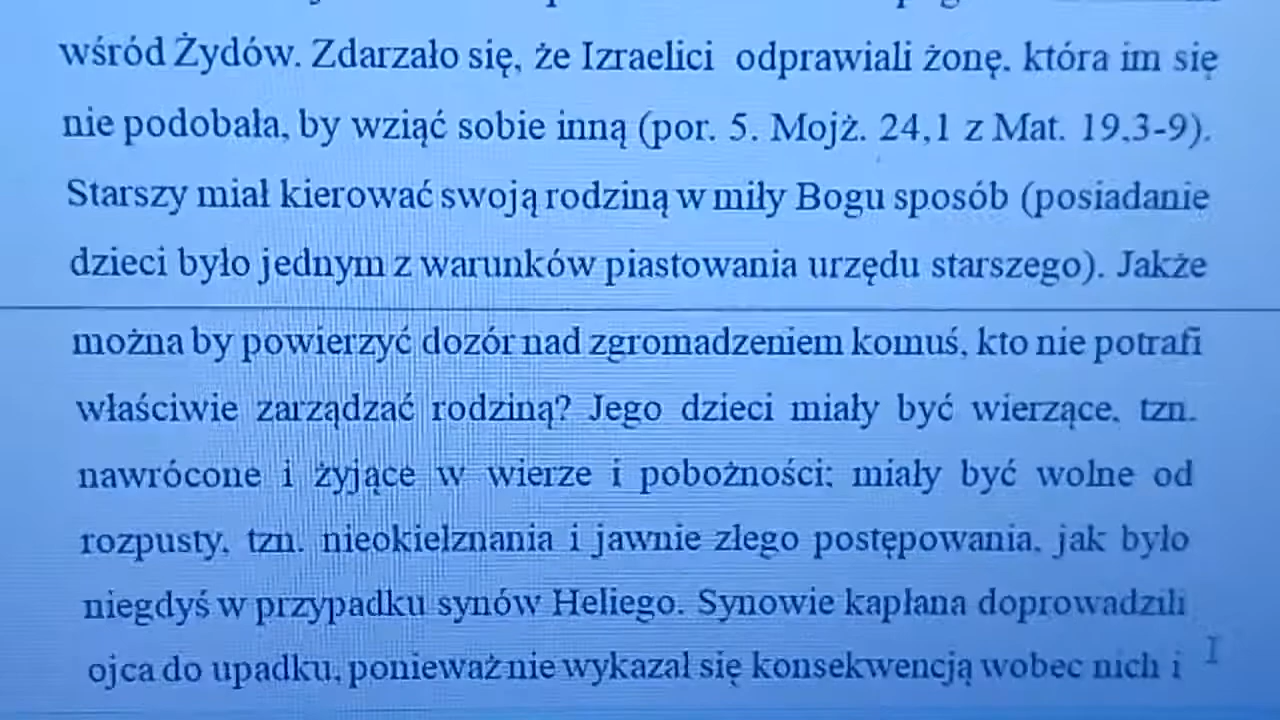 wśród Żydów. Zdarzało się, że Izraelici odprawiali żonę, która im się
nie podobała, by wziąć sobie inną (por. 5. Mojż. 24,1 z Mat. 19,3-9).
Starszy miał kierować swoją rodziną w miły Bogu sposób (posiadanie
dzieci było jednym z warunków piastowania urzędu starszego). Jakże
można by powierzyć dozór nad zgromadzeniem komuś, kto nie potrafi
właściwie zarządzać rodziną? Jego dzieci miały być wierzące, tzn.
nawrócone i żyjące w wierze i pobożności; miały być wolne od
rozpusty, tzn. nieokiełznania i jawnie złego postępowania, jak było
niegdyś w przypadku synów Heliego. Synowie kapłana doprowadzili
ojca do upadku, ponieważ nie wykazał się konsekwencją wobec nich i